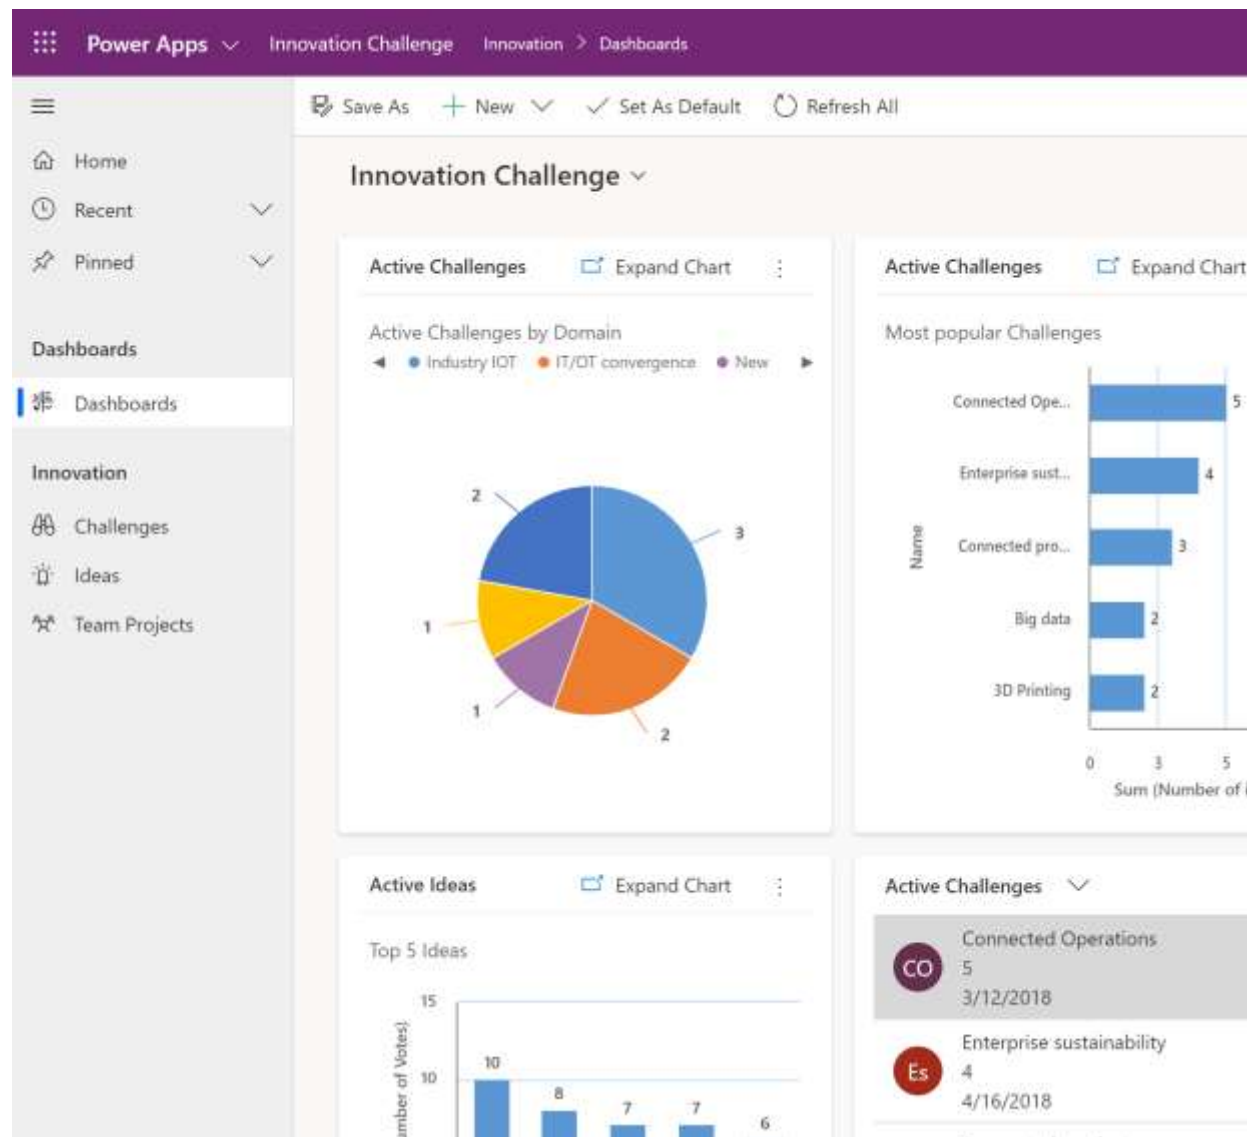 Power Apps Innovation Challenge Innovation > Dashboards
Save As New Set As Default Refresh All
Home
Recent
Pinned
Dashboards
Dashboards
Innovation
Challenges
Ideas
Team Projects
Innovation Challenge
Active Challenges Expand Chart
Active Challenges by Domain
Industry IOT IT/OT convergence New
2
3
1
1
2
Active Challenges Expand Chart
Most popular Challenges
Name
Connected Ope... 5
Enterprise sust... 4
Connected pro... 3
Big data 2
3D Printing 2
0 3 5
Sum (Number of
Active Ideas Expand Chart
Top 5 Ideas
umber of Votes)
15
10
10
8
7
7
6
Active Challenges
CO
Connected Operations
5
3/12/2018
Es
Enterprise sustainability
4
4/16/2018